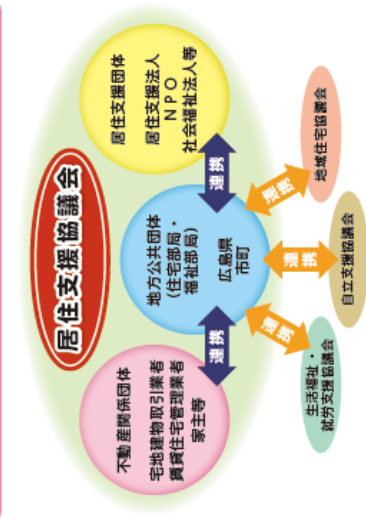 居住支援協議会
不動産関係団体
宅地建物取引業者
賃貸住宅管理業者
家主等
連携
地方公共団体
(住宅部局・
福祉部局)
広島県
市町
連携
居住支援団体
居住支援法人
NPO
社会福祉法人等
連携
連携
連携
生活福祉・
就労支援協議会
自立支援協議会
地域住宅協議会